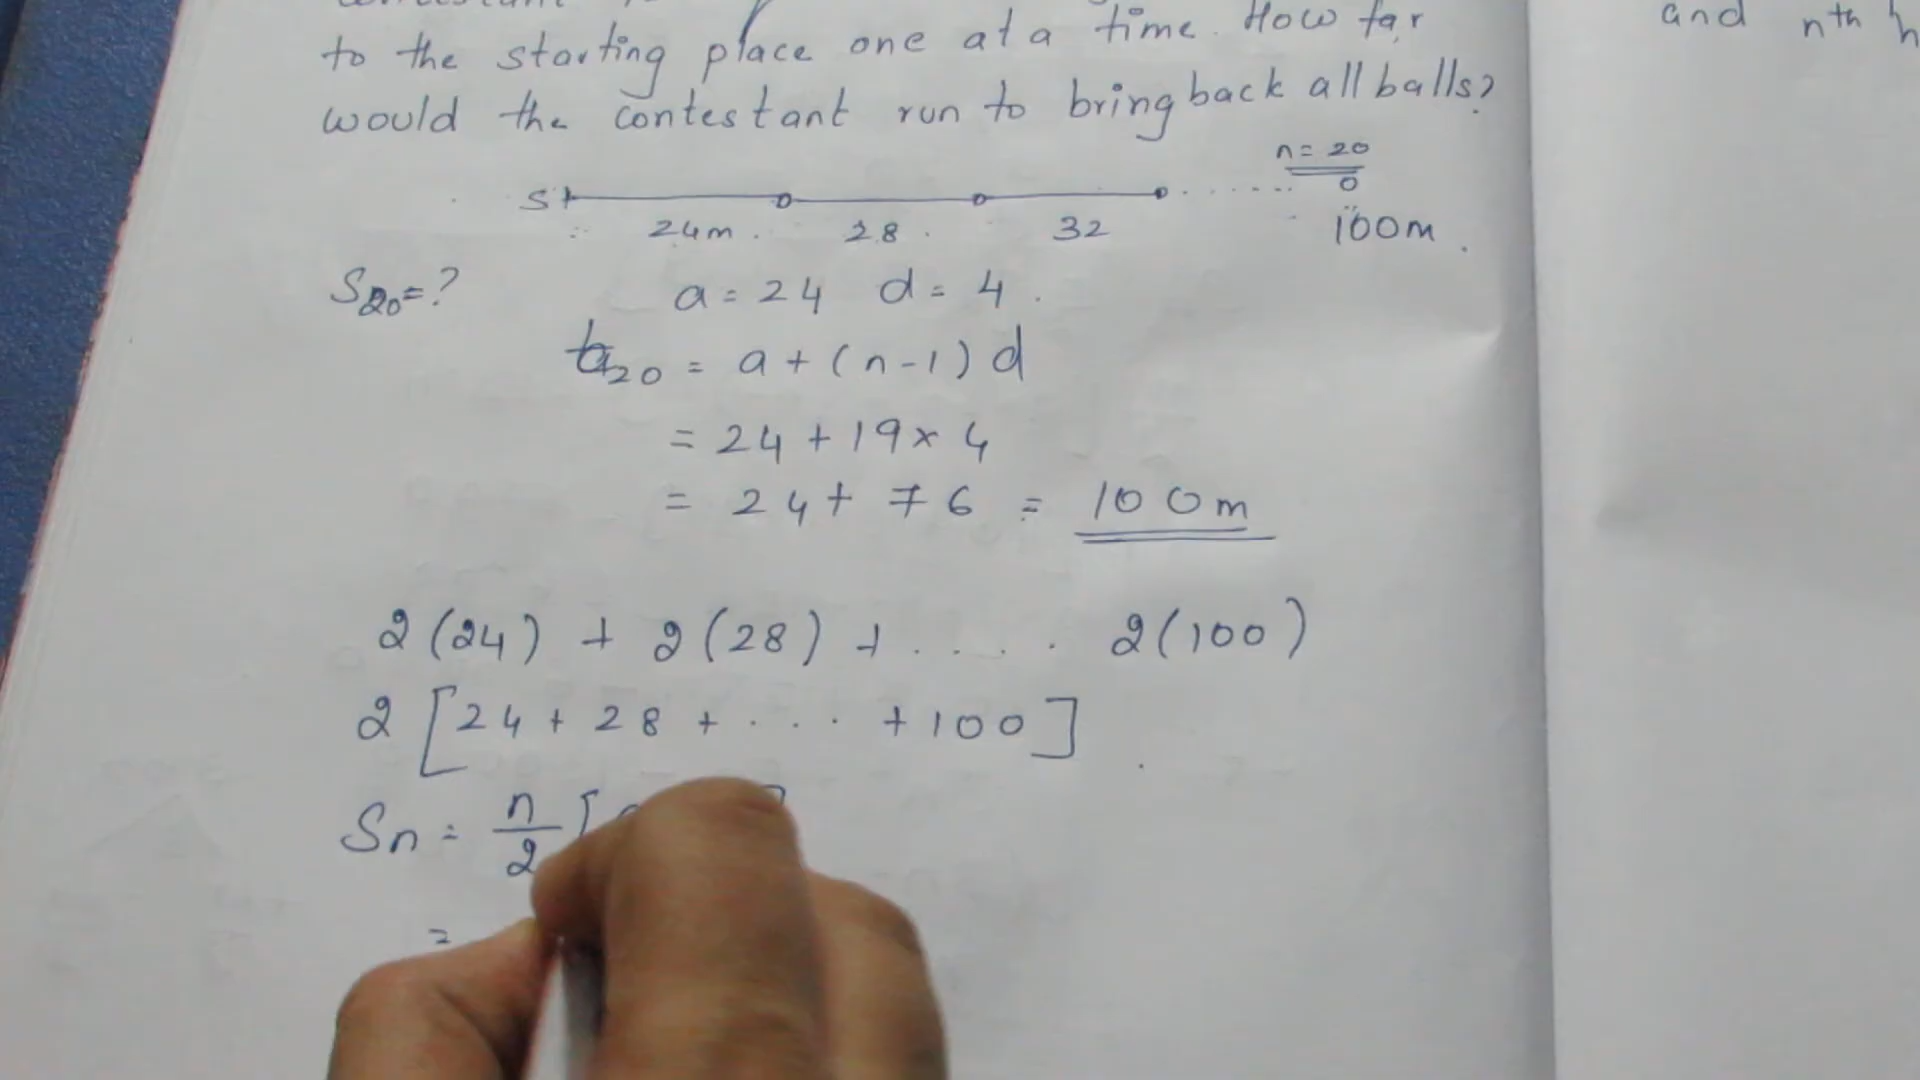 to the starting place one at a time. How far
would the contestant run to bring back all balls?
n = 20
S
24m . 28 . 32 100m .
S20 = ? a = 24 d = 4 .
a20 = a + (n-1) d
= 24 + 19 x 4
= 24 + 76 = 100m
2(24) + 2(28) + .... 2(100)
2 [24 + 28 + .... + 100]
Sn = n/2 [
=
and nth